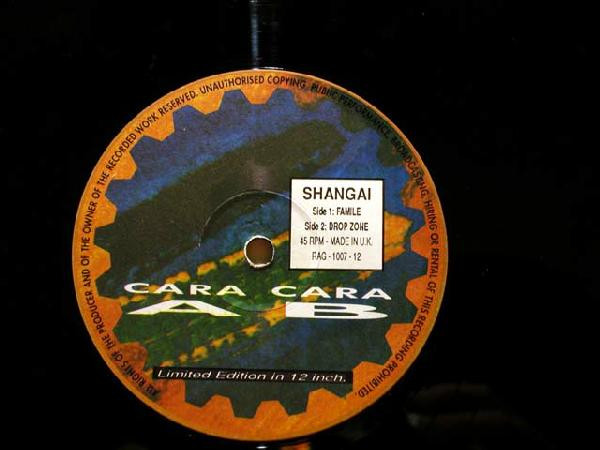 ALL RIGHTS OF THE PRODUCER AND OF THE OWNER OF THE RECORDED WORK RESERVED. UNAUTHORISED COPYING, PUBLIC PERFORMANCE, BROADCASTING, HIRING OR RENTAL OF THIS RECORDING PROHIBITED.
SHANGAI
Side 1: FAMILE
Side 2: DROP ZONE
45 RPM - MADE IN U.K.
RAG - 1007 - 12
CARA CARA
A B
Limited Edition in 12 inch.